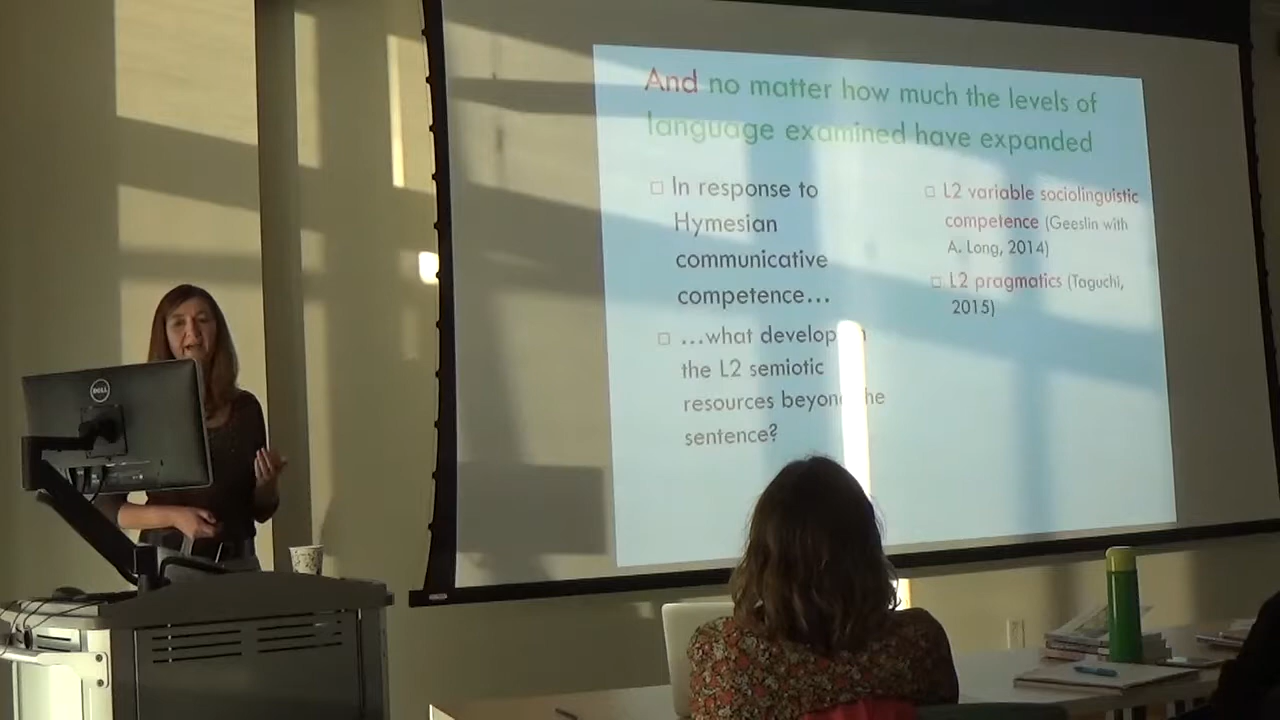 And no matter how much the levels of
language examined have expanded
In response to
Hymesian
communicative
competence...
...what develop
the L2 semiotic
resources beyond the
sentence?
L2 variable sociolinguistic
competence (Geeslin with
A. Long, 2014)
L2 pragmatics (Taguchi,
2015)
DELL